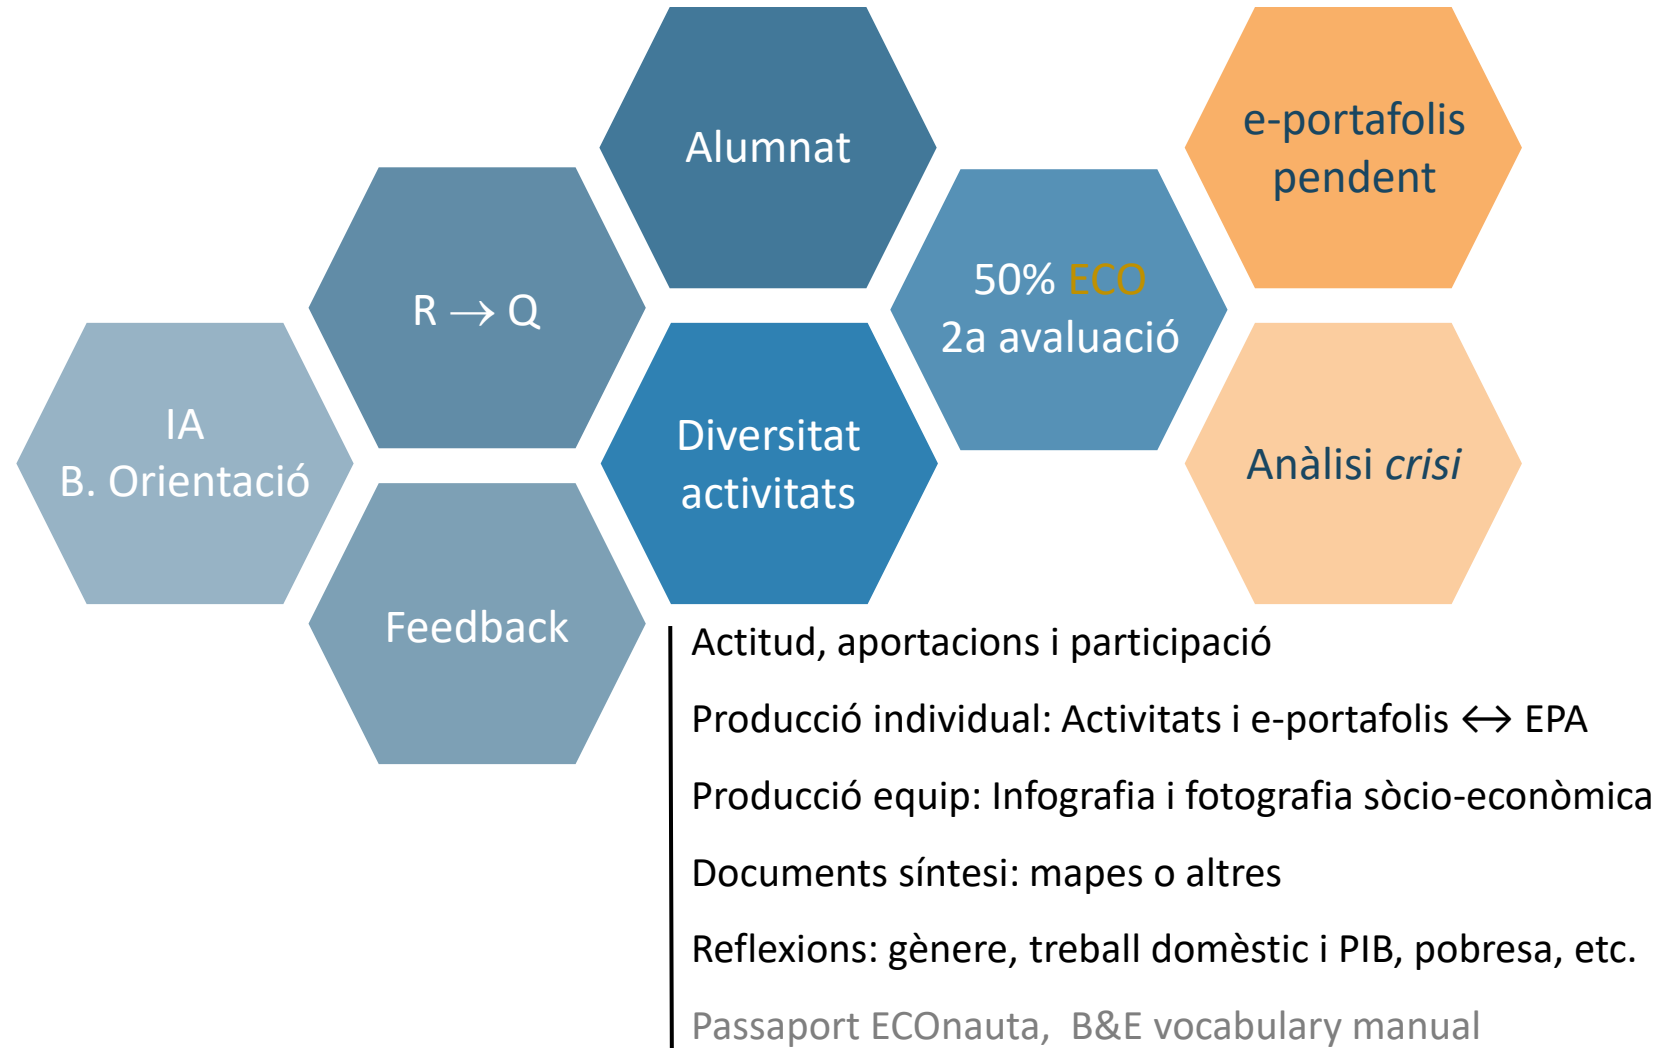 IA
B. Orientació
R → Q
Feedback
Alumnat
Diversitat
activitats
50% ECO
2a avaluació
e-portafolis
pendent
Anàlisi crisi
Actitud, aportacions i participació
Producció individual: Activitats i e-portafolis ↔ EPA
Producció equip: Infografia i fotografia sòcio-econòmica
Documents síntesi: mapes o altres
Reflexions: gènere, treball domèstic i PIB, pobresa, etc.
Passaport ECOnauta, B&E vocabulary manual